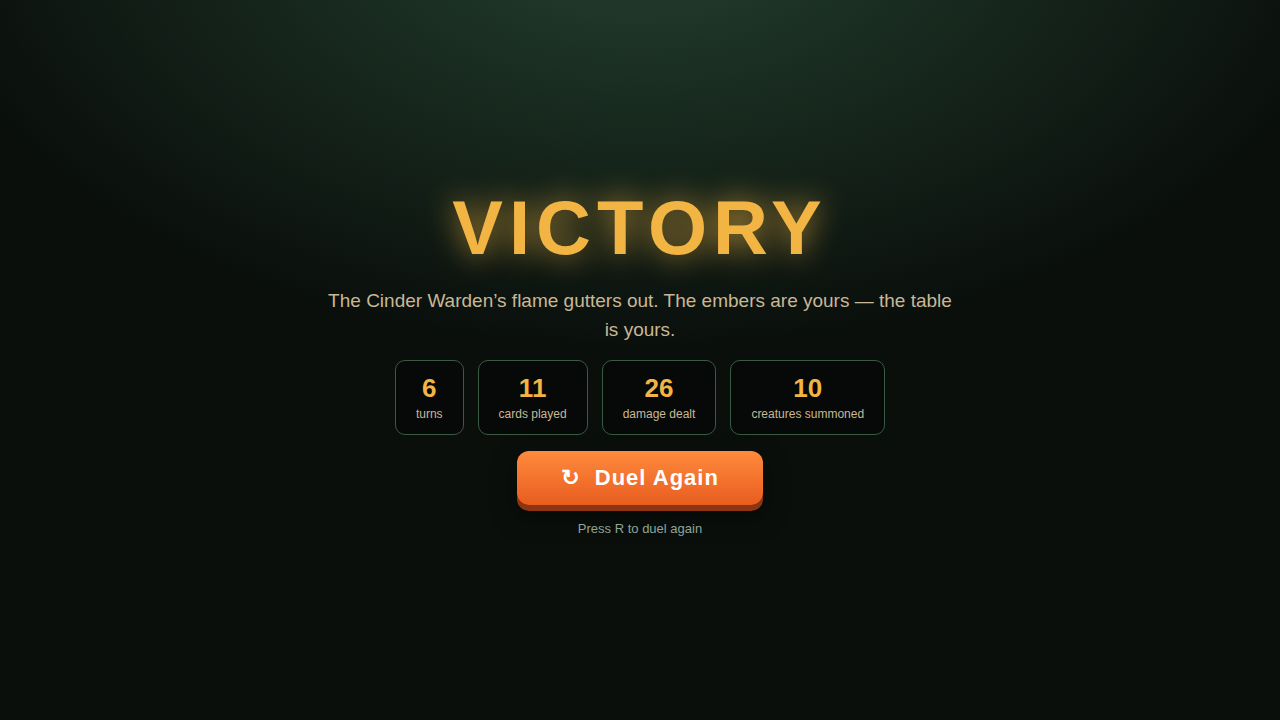 VICTORY
The Cinder Warden’s flame gutters out. The embers are yours — the table
is yours.
6
turns
11
cards played
26
damage dealt
10
creatures summoned
↻ Duel Again
Press R to duel again